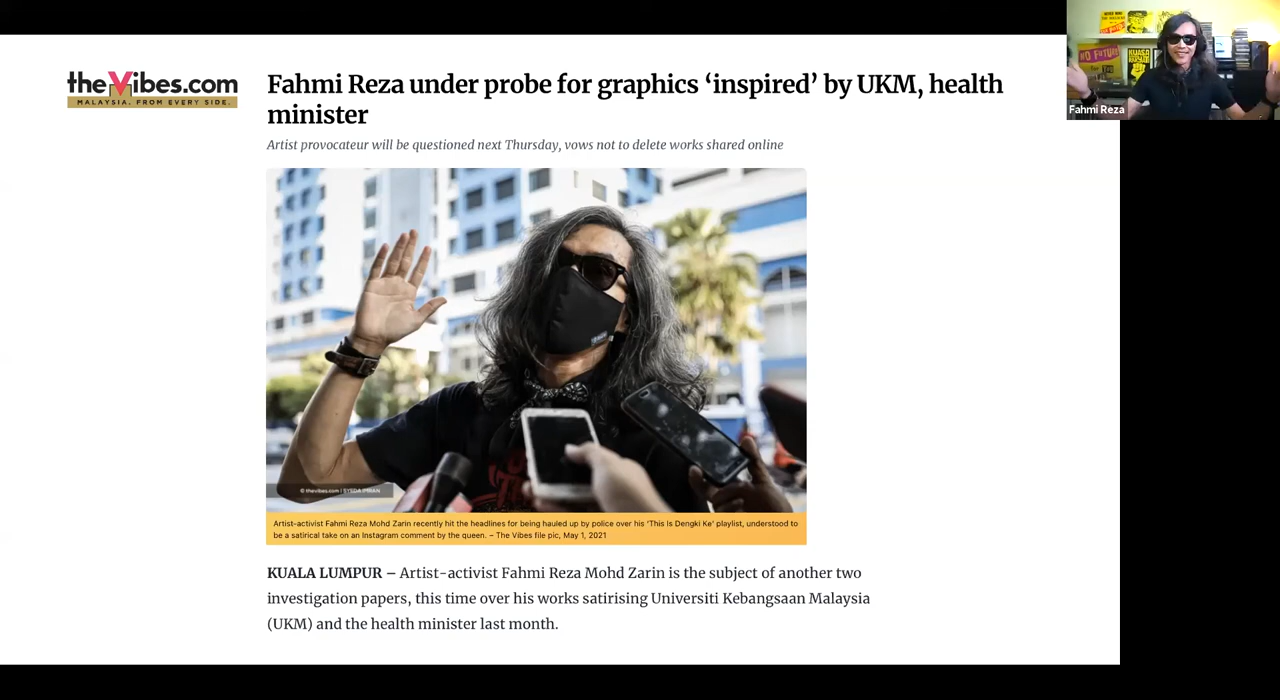 theVibes.com
MALAYSIA. FROM EVERY SIDE.
Fahmi Reza under probe for graphics ‘inspired’ by UKM, health
minister
Artist provocateur will be questioned next Thursday, vows not to delete works shared online
© thevibes.com | SYEDA IMRAN
Artist-activist Fahmi Reza Mohd Zarin recently hit the headlines for being hauled up by police over his ‘This Is Dengki Ke’ playlist, understood to
be a satirical take on an Instagram comment by the queen. – The Vibes file pic, May 1, 2021
KUALA LUMPUR – Artist-activist Fahmi Reza Mohd Zarin is the subject of another two
investigation papers, this time over his works satirising Universiti Kebangsaan Malaysia
(UKM) and the health minister last month.
NO FUTURE
KUASA
RAKYAT
Fahmi Reza